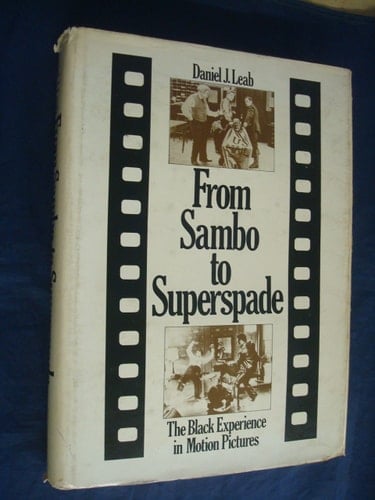 Daniel J. Leab
From
Sambo
to
Superspade
The Black Experience
in Motion Pictures